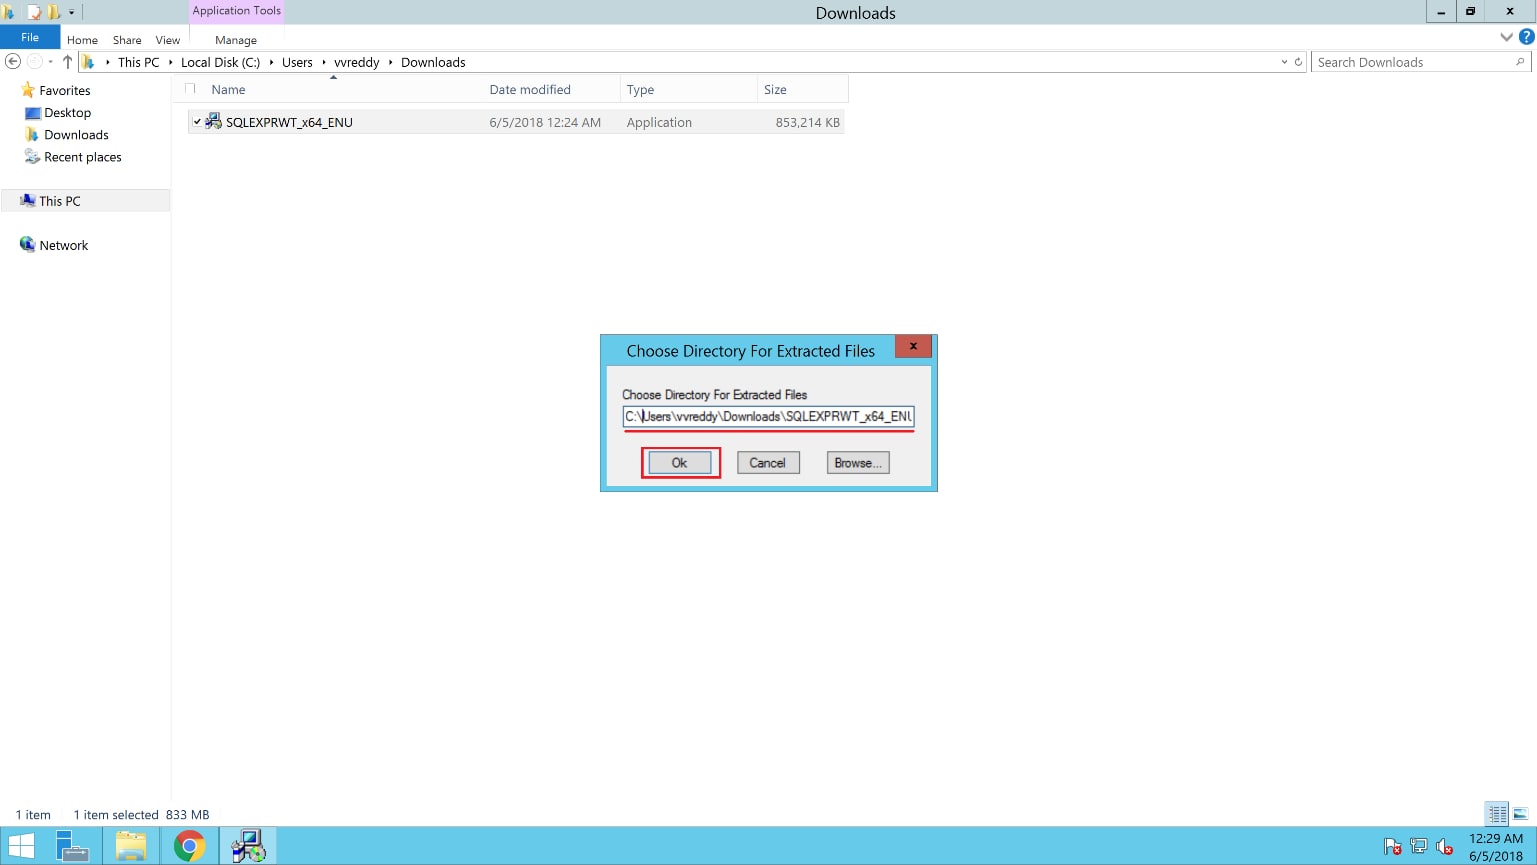 Application Tools
Downloads
File
Home
Share
View
Manage
This PC
Local Disk (C:)
Users
vvreddy
Downloads
Search Downloads
Favorites
Desktop
Downloads
Recent places
This PC
Network
Name
Date modified
Type
Size
SQLEXPRWT_x64_ENU
6/5/2018 12:24 AM
Application
853,214 KB
Choose Directory For Extracted Files
Choose Directory For Extracted Files
C:\Users\vvreddy\Downloads\SQLEXPRWT_x64_ENU
Ok
Cancel
Browse...
1 item
1 item selected 833 MB
12:29 AM
6/5/2018